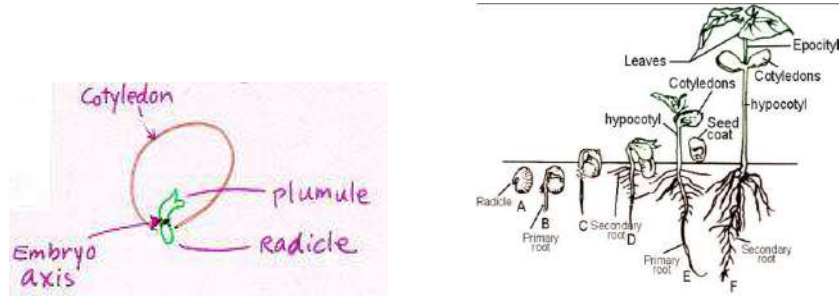 Cotyledon
plumule
Embryo
axis
Radicle
Leaves
Epocityl
Cotyledons
Cotyledons
hypocotyl
hypocotyl
Seed
coat
Radicle
A
B
Primary
root
C
Secondary
root
D
Primary
root
E
Secondary
root
F